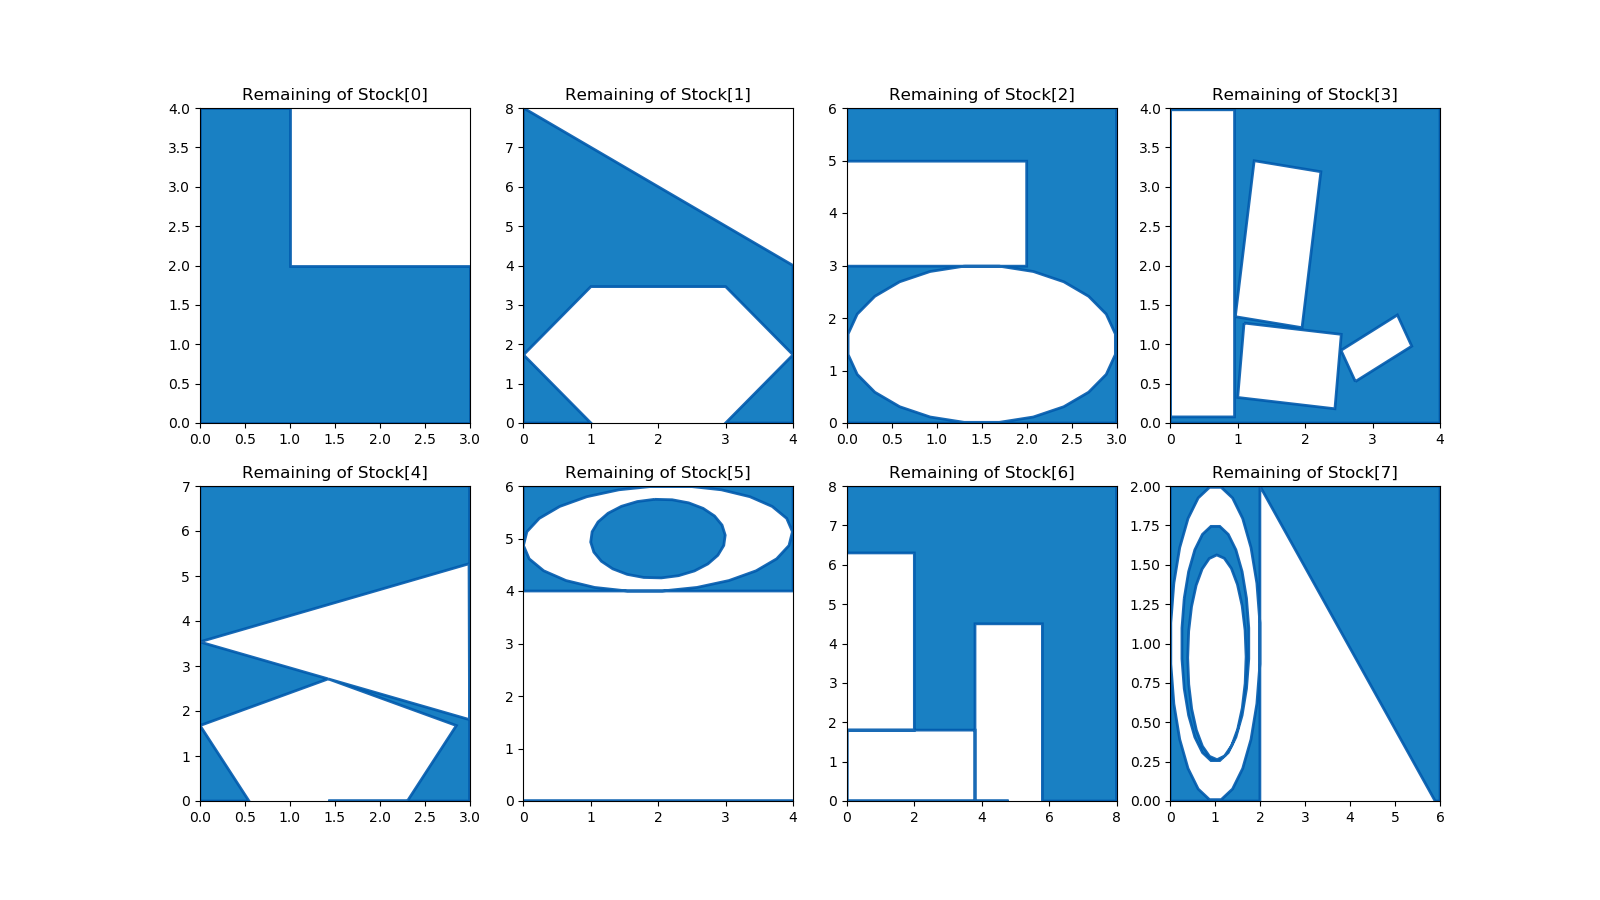 Remaining of Stock[0] Remaining of Stock[1] Remaining of Stock[2] Remaining of Stock[3]
4.0 8 6 4.0
3.5 7 3.5
5
3.0 6 3.0
2.5 5 4 2.5
2.0 4 3 2.0
1.5 3 1.5
2
1.0 2 1.0
0.5 1 1 0.5
0.0 0 0 0.0
0.0 0.5 1.0 1.5 2.0 2.5 3.0 0 1 2 3 4 0.0 0.5 1.0 1.5 2.0 2.5 3.0 0 1 2 3 4
Remaining of Stock[4] Remaining of Stock[5] Remaining of Stock[6] Remaining of Stock[7]
7 6 8 2.00
6 7 1.75
5 5 6 1.50
4 4 5 1.25
3 3 4 1.00
3 0.75
2 2 2 0.50
1 1 1 0.25
0 0 0 0.00
0.0 0.5 1.0 1.5 2.0 2.5 3.0 0 1 2 3 4 0 2 4 6 8 0 1 2 3 4 5 6